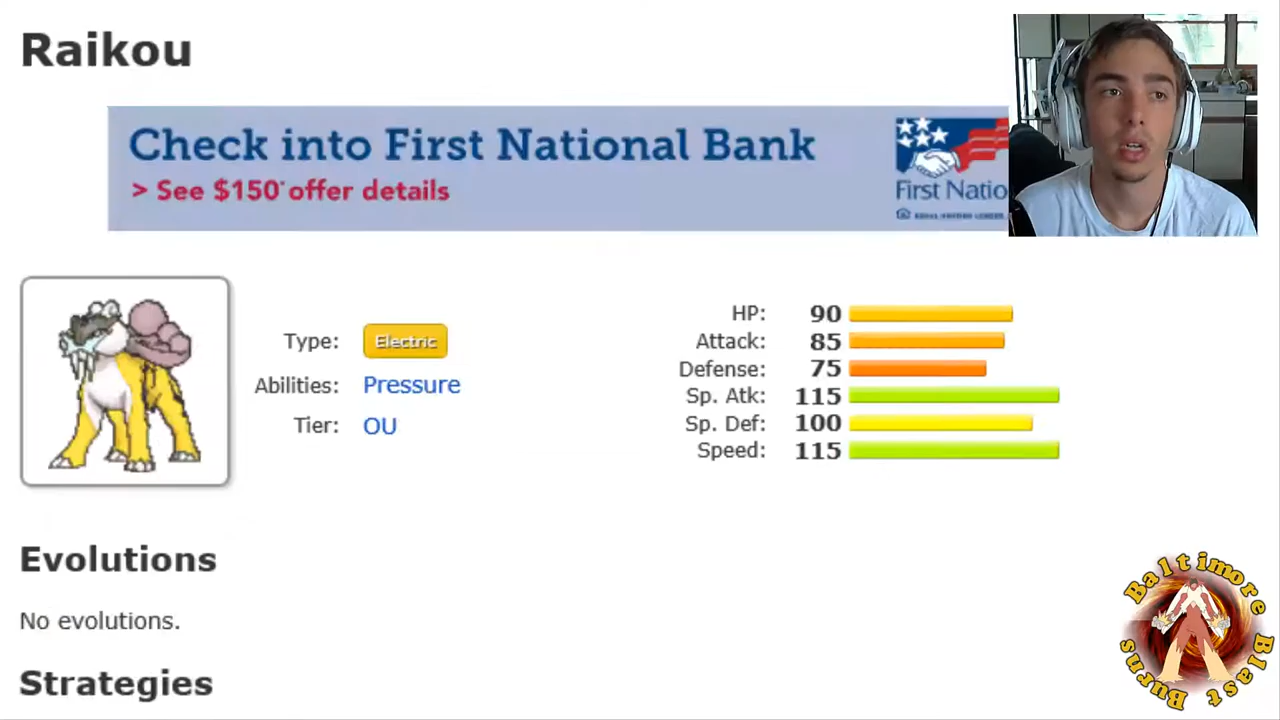 Raikou
Check into First National Bank
> See $150* offer details
First Natio
Type: Electric
Abilities: Pressure
Tier: OU
HP: 90
Attack: 85
Defense: 75
Sp. Atk: 115
Sp. Def: 100
Speed: 115
Evolutions
No evolutions.
Strategies
Baltimore
Blast
Burns